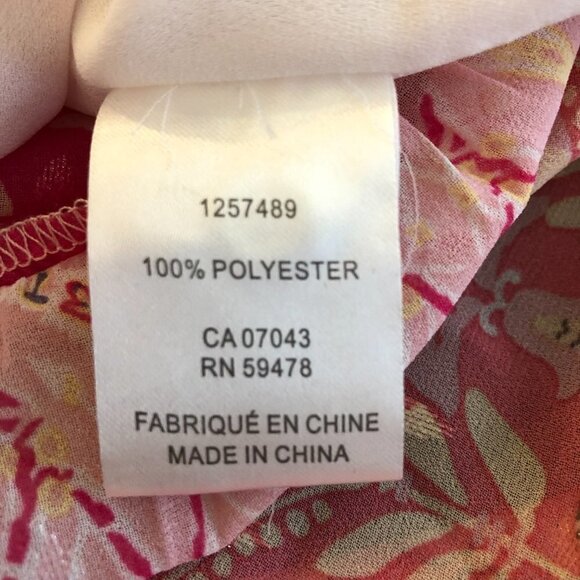 1257489
100% POLYESTER
CA 07043
RN 59478
FABRIQUÉ EN CHINE
MADE IN CHINA